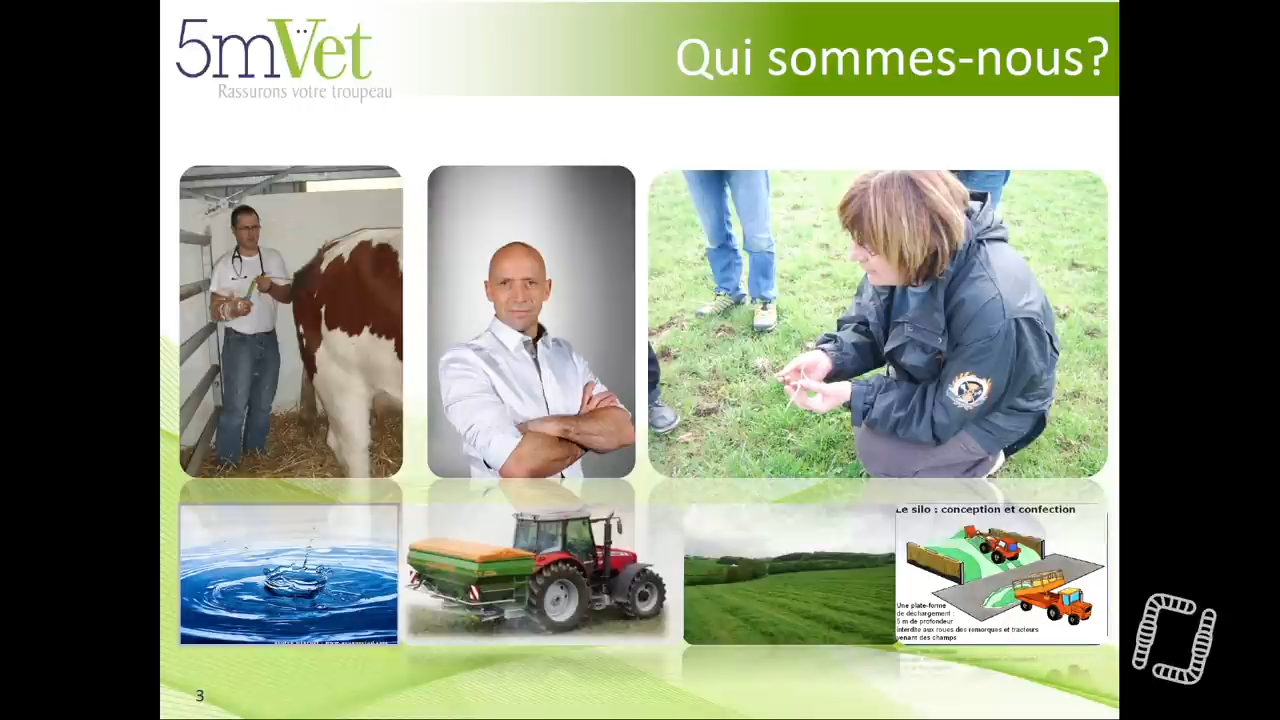 5mVet
Rassurons votre troupeau
Qui sommes-nous?
Le silo : conception et confection
Une plate-forme
de déchargement :
5 m de profondeur
interdite aux roues des remorques et tracteurs
venant des champs
3